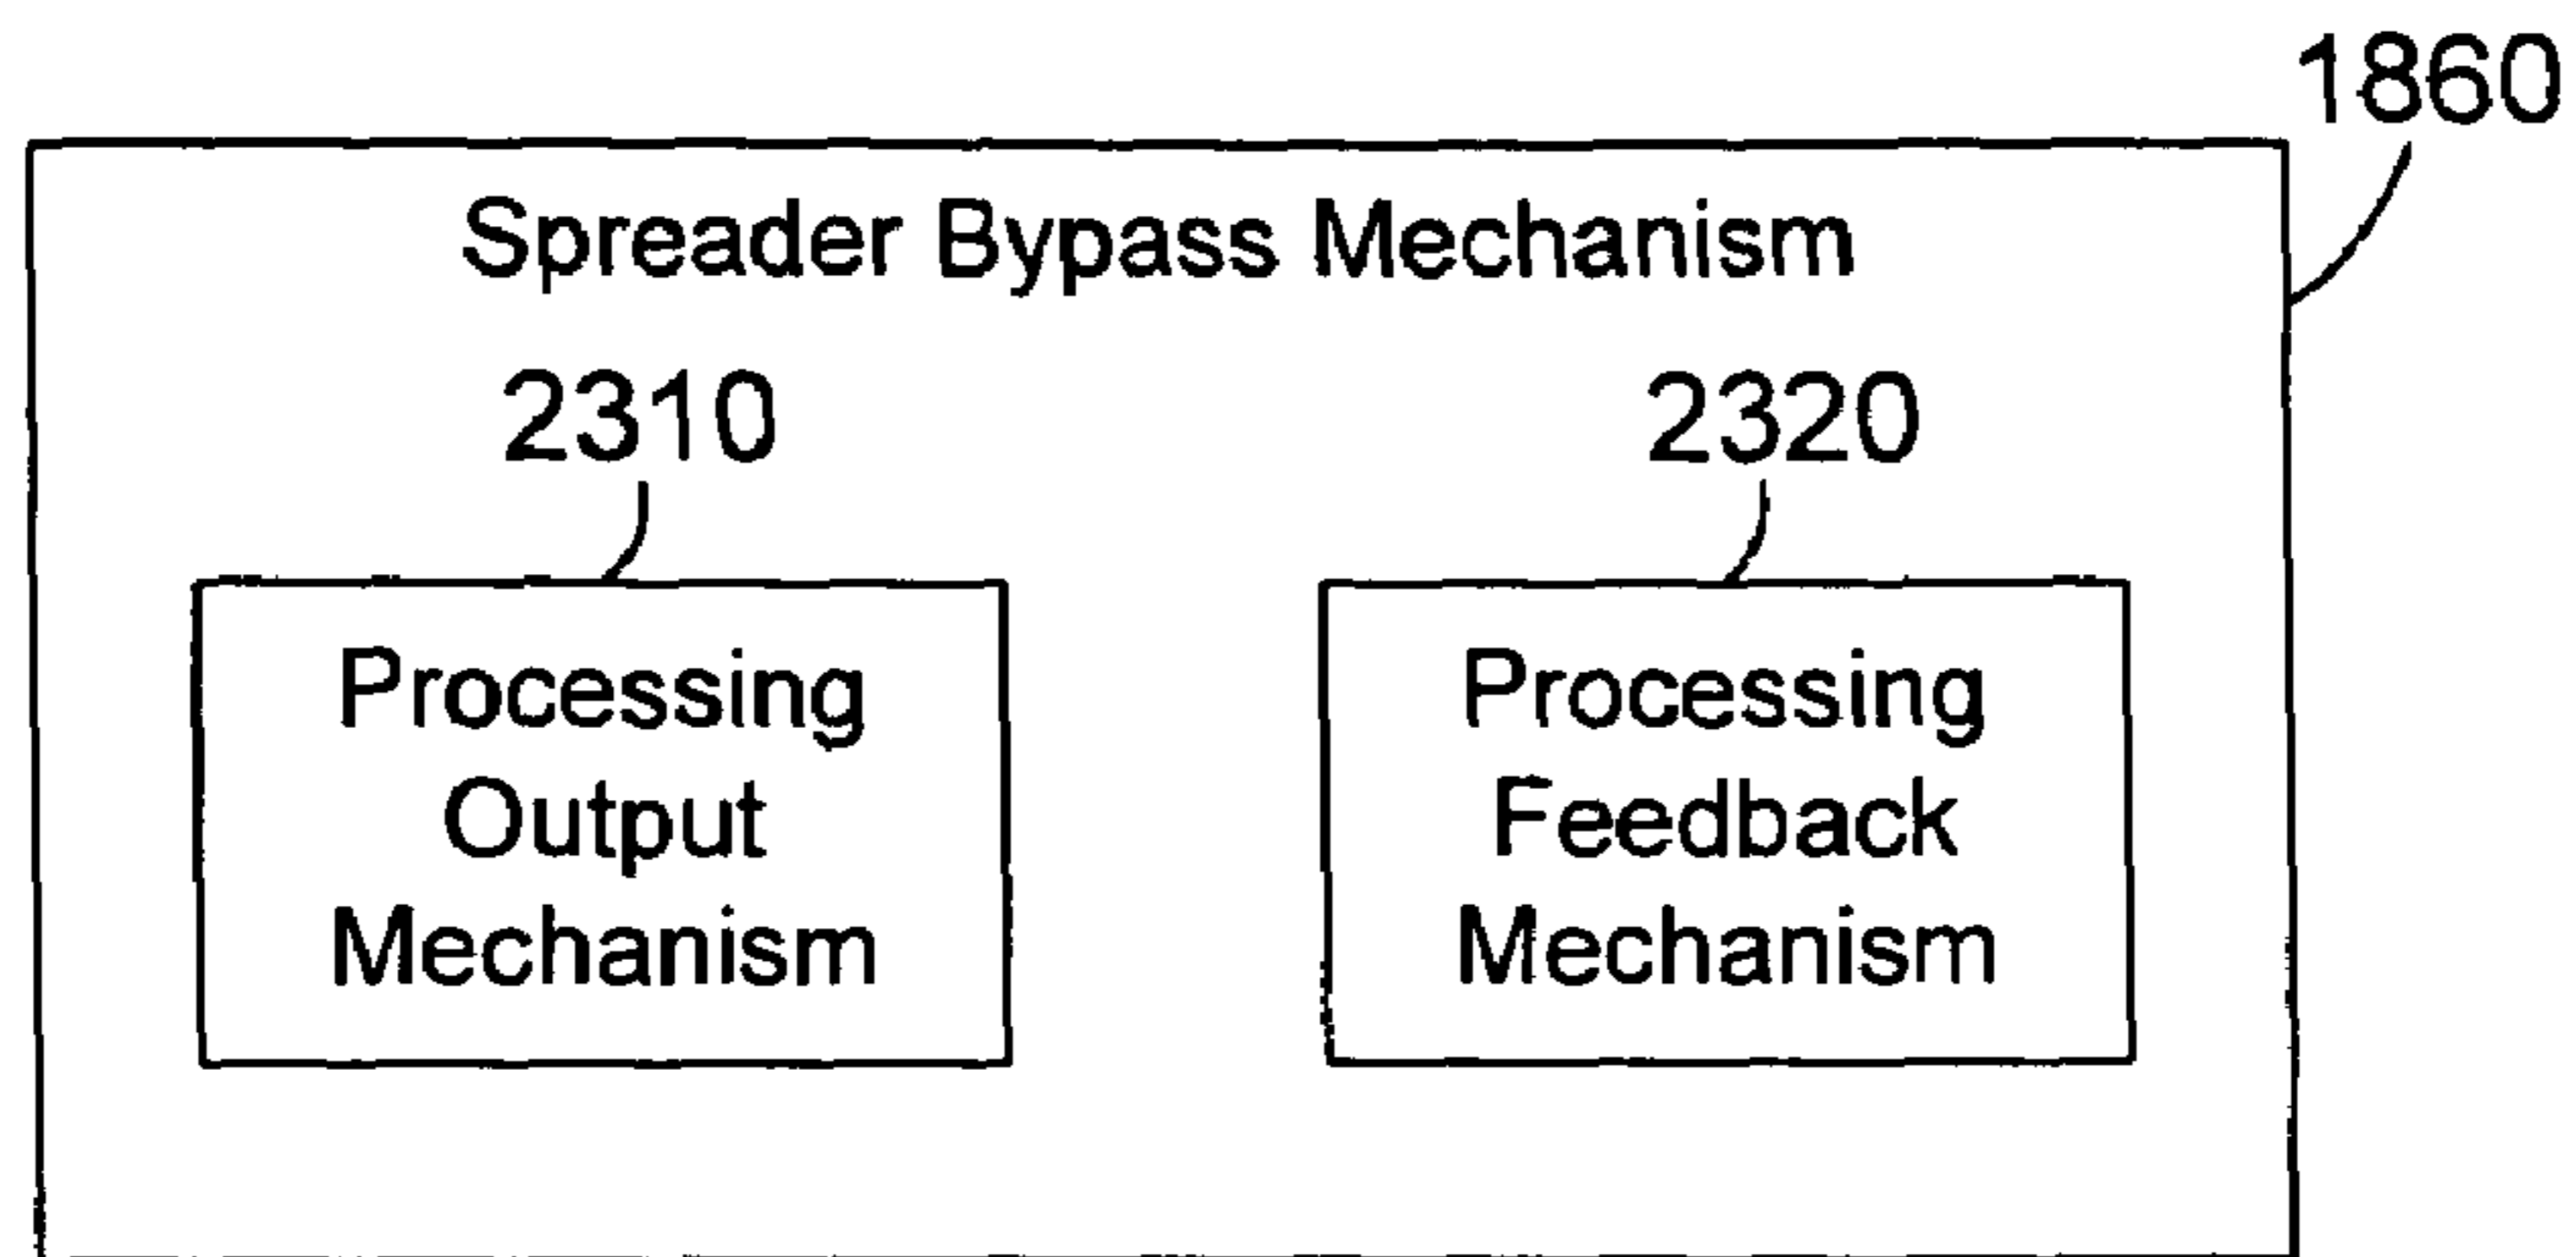 1860
Spreader Bypass Mechanism
2310
2320
Processing
Output
Mechanism
Processing
Feedback
Mechanism